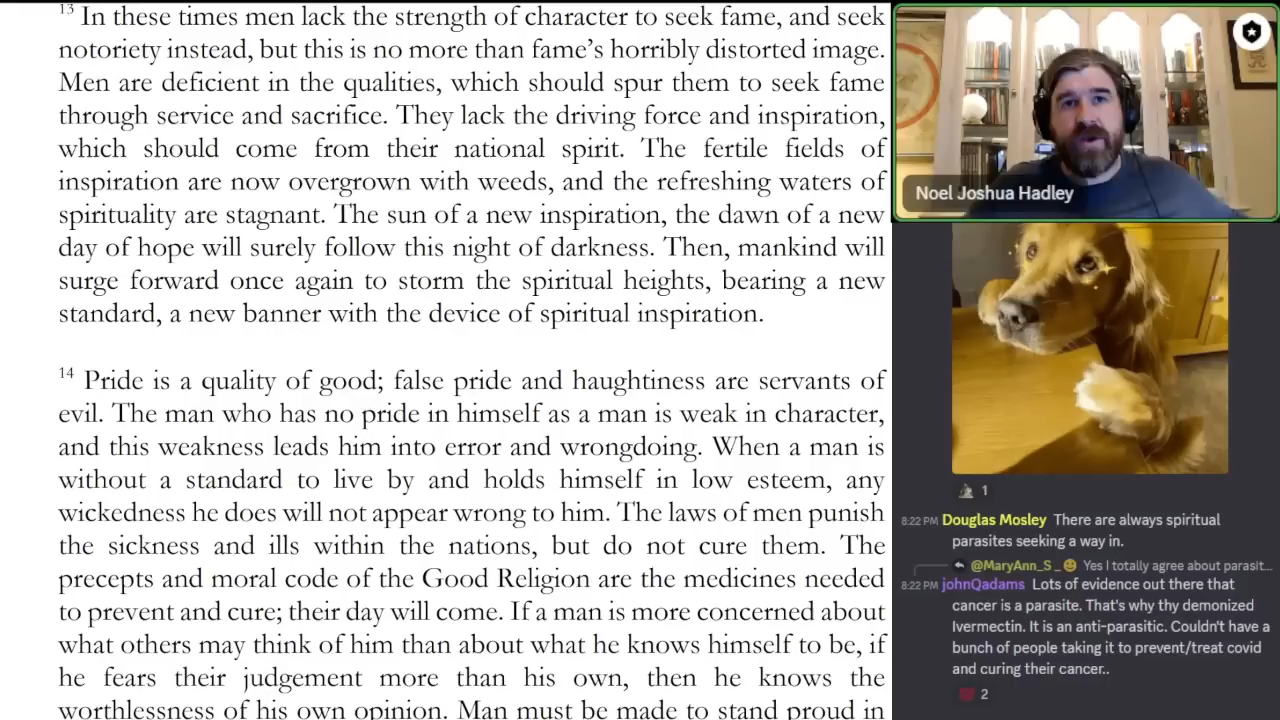 13 In these times men lack the strength of character to seek fame, and seek
notoriety instead, but this is no more than fame's horribly distorted image.
Men are deficient in the qualities, which should spur them to seek fame
through service and sacrifice. They lack the driving force and inspiration,
which should come from their national spirit. The fertile fields of
inspiration are now overgrown with weeds, and the refreshing waters of
spirituality are stagnant. The sun of a new inspiration, the dawn of a new
day of hope will surely follow this night of darkness. Then, mankind will
surge forward once again to storm the spiritual heights, bearing a new
standard, a new banner with the device of spiritual inspiration.
14 Pride is a quality of good; false pride and haughtiness are servants of
evil. The man who has no pride in himself as a man is weak in character,
and this weakness leads him into error and wrongdoing. When a man is
without a standard to live by and holds himself in low esteem, any
wickedness he does will not appear wrong to him. The laws of men punish
the sickness and ills within the nations, but do not cure them. The
precepts and moral code of the Good Religion are the medicines needed
to prevent and cure; their day will come. If a man is more concerned about
what others may think of him than about what he knows himself to be, if
he fears their judgement more than his own, then he knows the
worthlessness of his own opinion. Man must be made to stand proud in
Noel Joshua Hadley
1
8:22 PM Douglas Mosley There are always spiritual
parasites seeking a way in.
@MaryAnn_S_ Yes I totally agree about parasit...
8:22 PM johnQadams Lots of evidence out there that
cancer is a parasite. That's why thy demonized
Ivermectin. It is an anti-parasitic. Couldn't have a
bunch of people taking it to prevent/treat covid
and curing their cancer..
2